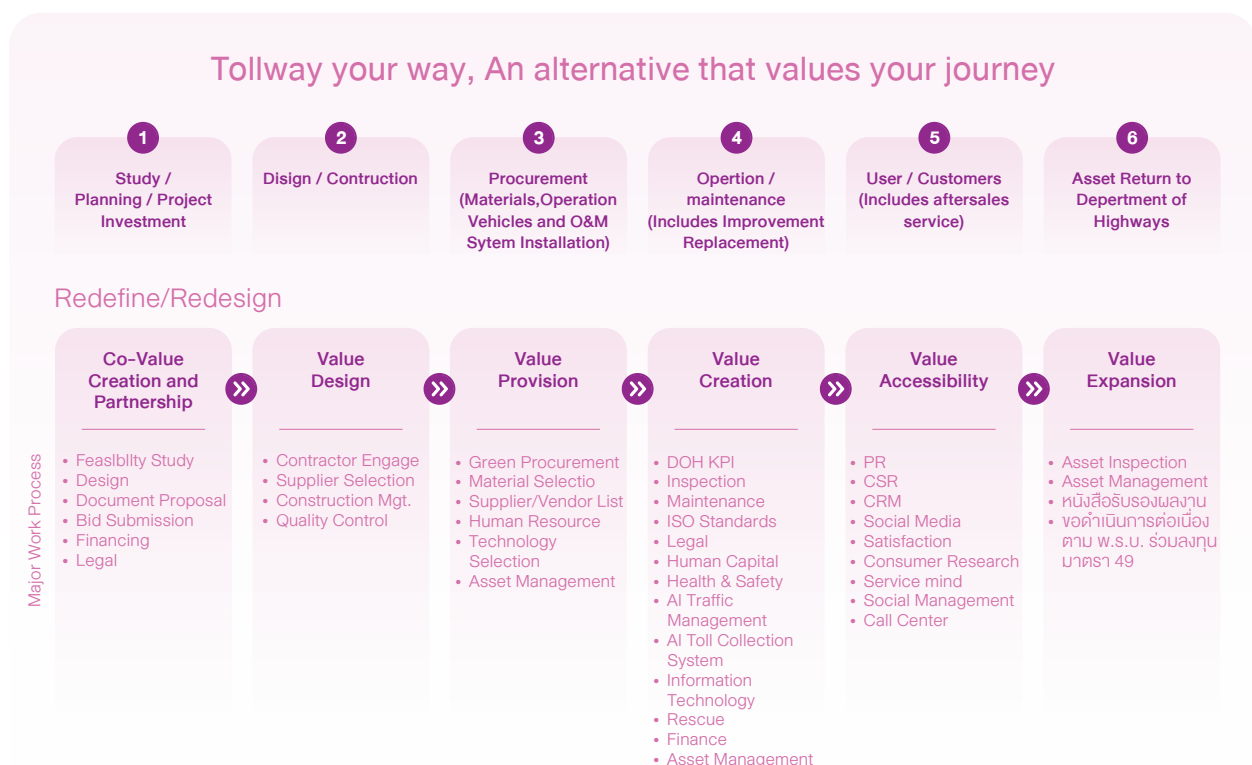 Tollway your way, An alternative that values your journey
1
Study /
Planning / Project
Investment
2
Disign / Contruction
3
Procurement
(Materials,Operation
Vehicles and O&M
Sytem Installation)
4
Opertion /
maintenance
(Includes Improvement
Replacement)
5
User / Customers
(Includes aftersales
service)
6
Asset Return to
Depertment of
Highways
Redefine/Redesign
Major Work Process
Co-Value
Creation and
Partnership
• Feaslbllty Study
• Design
• Document Proposal
• Bid Submission
• Financing
• Legal
Value
Design
• Contractor Engage
• Supplier Selection
• Construction Mgt.
• Quality Control
Value
Provision
• Green Procurement
• Material Selectio
• Supplier/Vendor List
• Human Resource
• Technology
Selection
• Asset Management
Value
Creation
• DOH KPI
• Inspection
• Maintenance
• ISO Standards
• Legal
• Human Capital
• Health & Safety
• AI Traffic
Management
• AI Toll Collection
System
• Information
Technology
• Rescue
• Finance
• Asset Management
Value
Accessibility
• PR
• CSR
• CRM
• Social Media
• Satisfaction
• Consumer Research
• Service mind
• Social Management
• Call Center
Value
Expansion
• Asset Inspection
• Asset Management
• หนังสือรับรองผลงาน
• ขอดำเนินการต่อเนื่อง
ตาม พ.ร.บ. ร่วมลงทุน
มาตรา 49